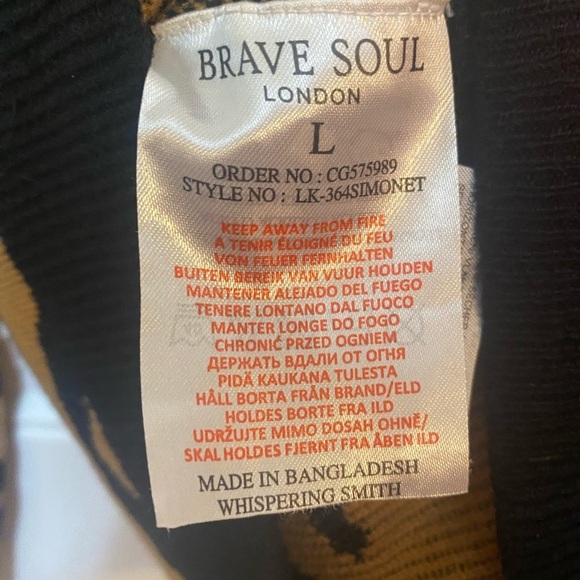 BRAVE SOUL
LONDON
L
ORDER NO : CG575989
STYLE NO : LK-364SIMONET
KEEP AWAY FROM FIRE
A TENIR ÉLOIGNÉ DU FEU
VON FEUER FERNHALTEN
BUITEN BEREIK VAN VUUR HOUDEN
MANTENER ALEJADO DEL FUEGO
TENERE LONTANO DAL FUOCO
MANTER LONGE DO FOGO
CHRONIĆ PRZED OGNIEM
ДЕРЖАТЬ ВДАЛИ ОТ ОГНЯ
PIDÄ KAUKANA TULESTA
HÅLL BORTA FRÅN BRAND/ELD
HOLDES BORTE FRA ILD
UDRŽUJTE MIMO DOSAH OHNĚ/
SKAL HOLDES FJERNT FRA ÅBEN ILD
MADE IN BANGLADESH
WHISPERING SMITH